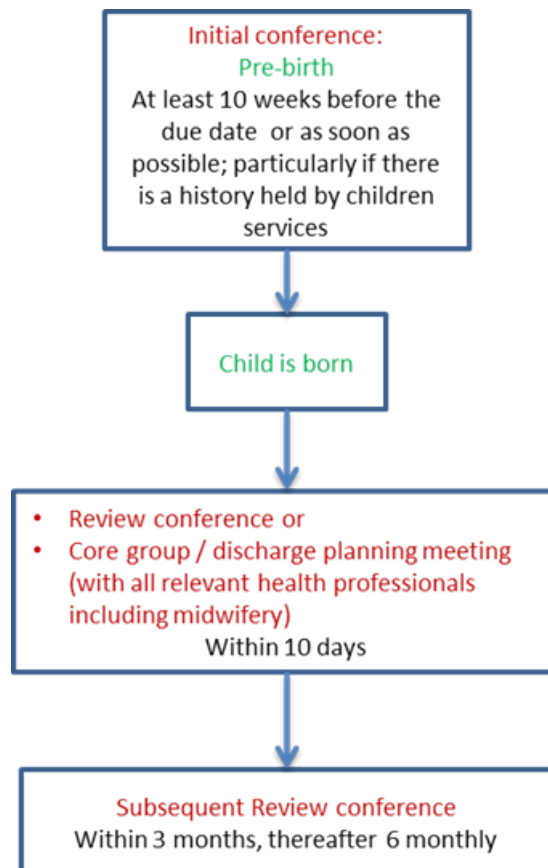 Initial conference:
Pre-birth
At least 10 weeks before the
due date or as soon as
possible; particularly if there
is a history held by children
services
Child is born
• Review conference or
• Core group / discharge planning meeting
(with all relevant health professionals
including midwifery)
Within 10 days
Subsequent Review conference
Within 3 months, thereafter 6 monthly